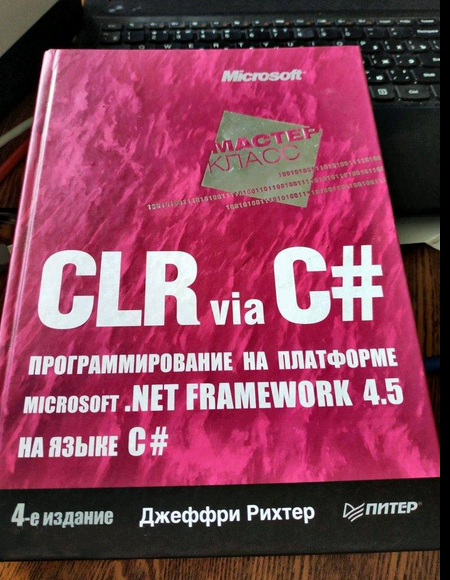 Microsoft
МАСТЕР
КЛАСС
CLR via C#
ПРОГРАММИРОВАНИЕ НА ПЛАТФОРМЕ
MICROSOFT .NET FRAMEWORK 4.5
НА ЯЗЫКЕ C#
4-е издание Джеффри Рихтер ПИТЕР